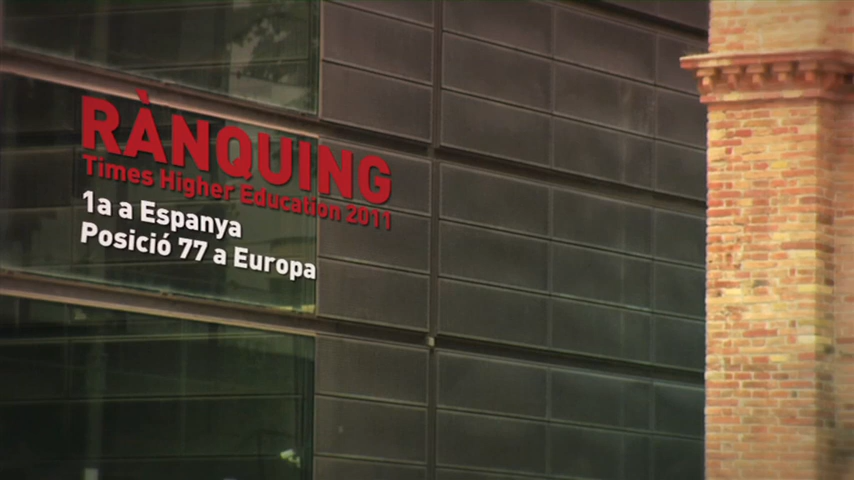 RÀNQUING
Times Higher Education 2011
1a a Espanya
Posició 77 a Europa